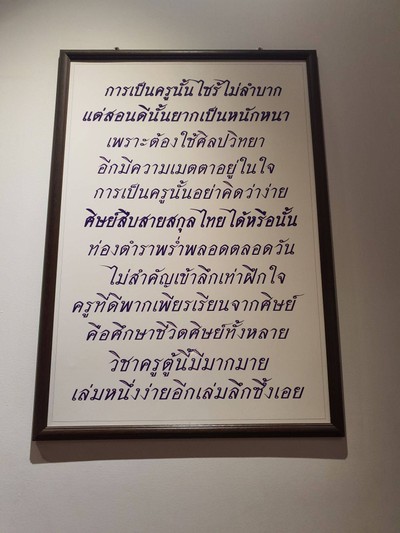 การเป็นครูนั้นไซร้ไม่ลำบาก
แต่สอนดีนั้นยากเป็นหนักหนา
เพราะต้องใช้ศิลปวิทยา
อีกมีความเมตตาอยู่ในใจ
การเป็นครูนั้นอย่าคิดว่าง่าย
ศิษย์สืบสายสกุลไทยได้หรือนั้น
ท่องตำราพร่ำพลอดตลอดวัน
ไม่สำคัญเข้าลึกเท่าฝึกใจ
ครูที่ดีพากเพียรเรียนจากศิษย์
คือศึกษาชีวิตศิษย์ทั้งหลาย
วิชาครูตู้นี้มีมากมาย
เล่มหนึ่งง่ายอีกเล่มลึกซึ้งเอย